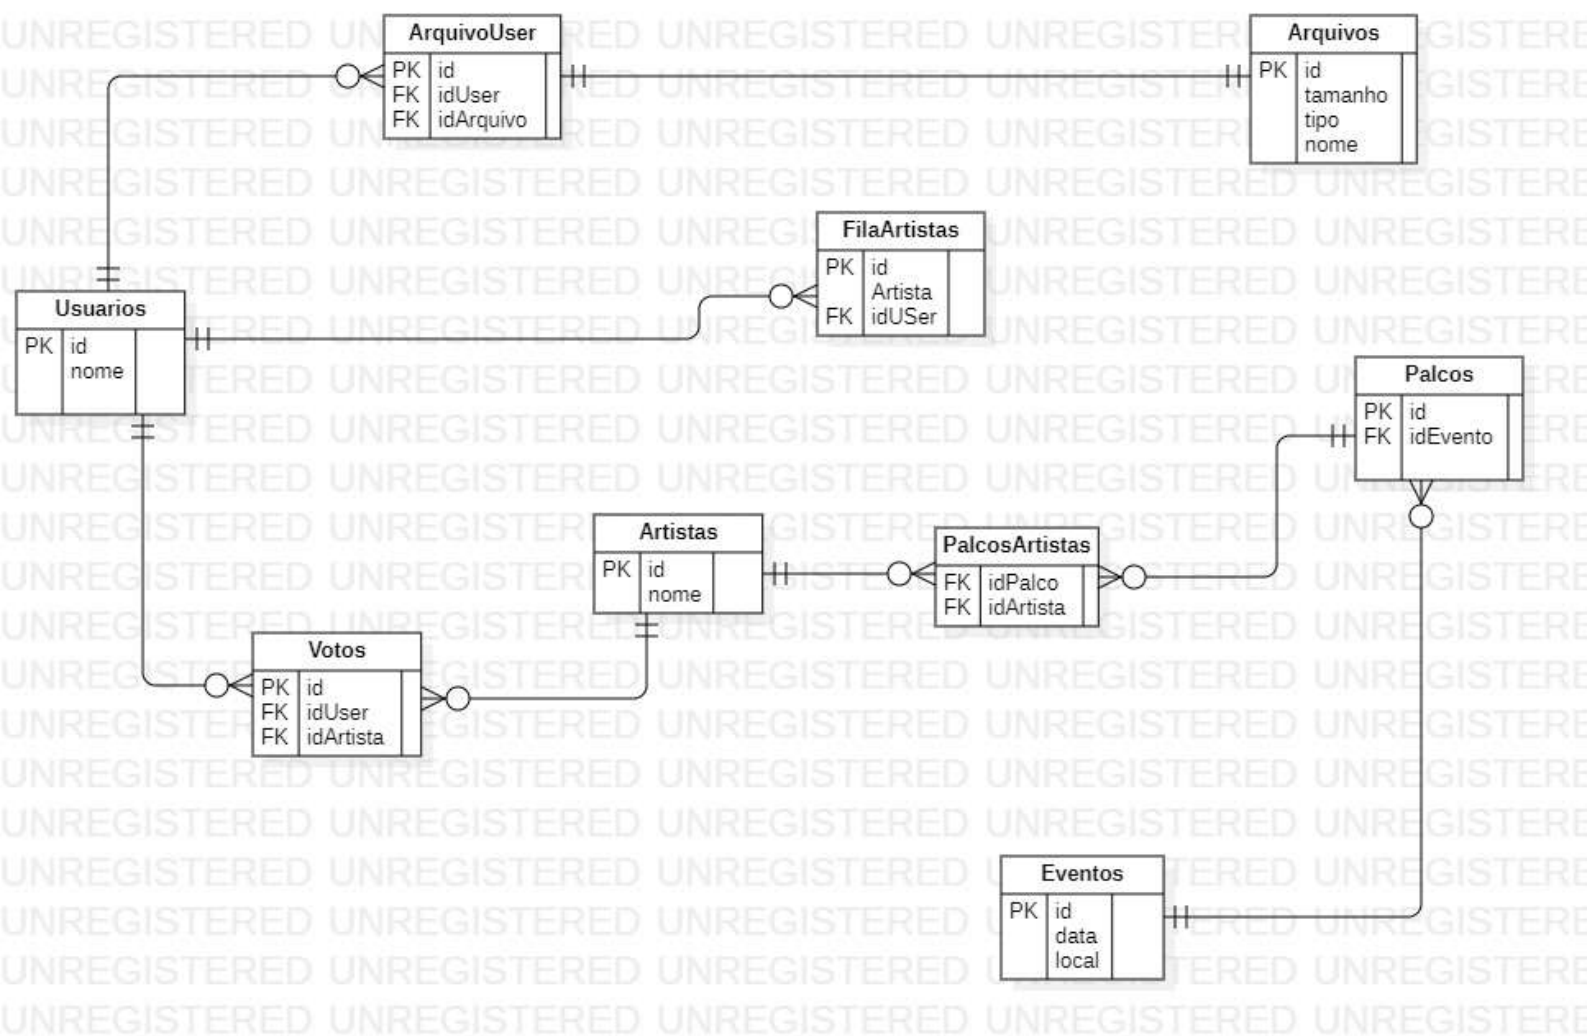 ArquivoUser
PK id
FK idUser
FK idArquivo
Arquivos
PK id
tamanho
tipo
nome
FilaArtistas
PK id
Artista
FK idUSer
Usuarios
PK id
nome
Palcos
PK id
FK idEvento
Artistas
PK id
nome
PalcosArtistas
FK idPalco
FK idArtista
Votos
PK id
FK idUser
FK idArtista
Eventos
PK id
data
local
UNREGISTERED